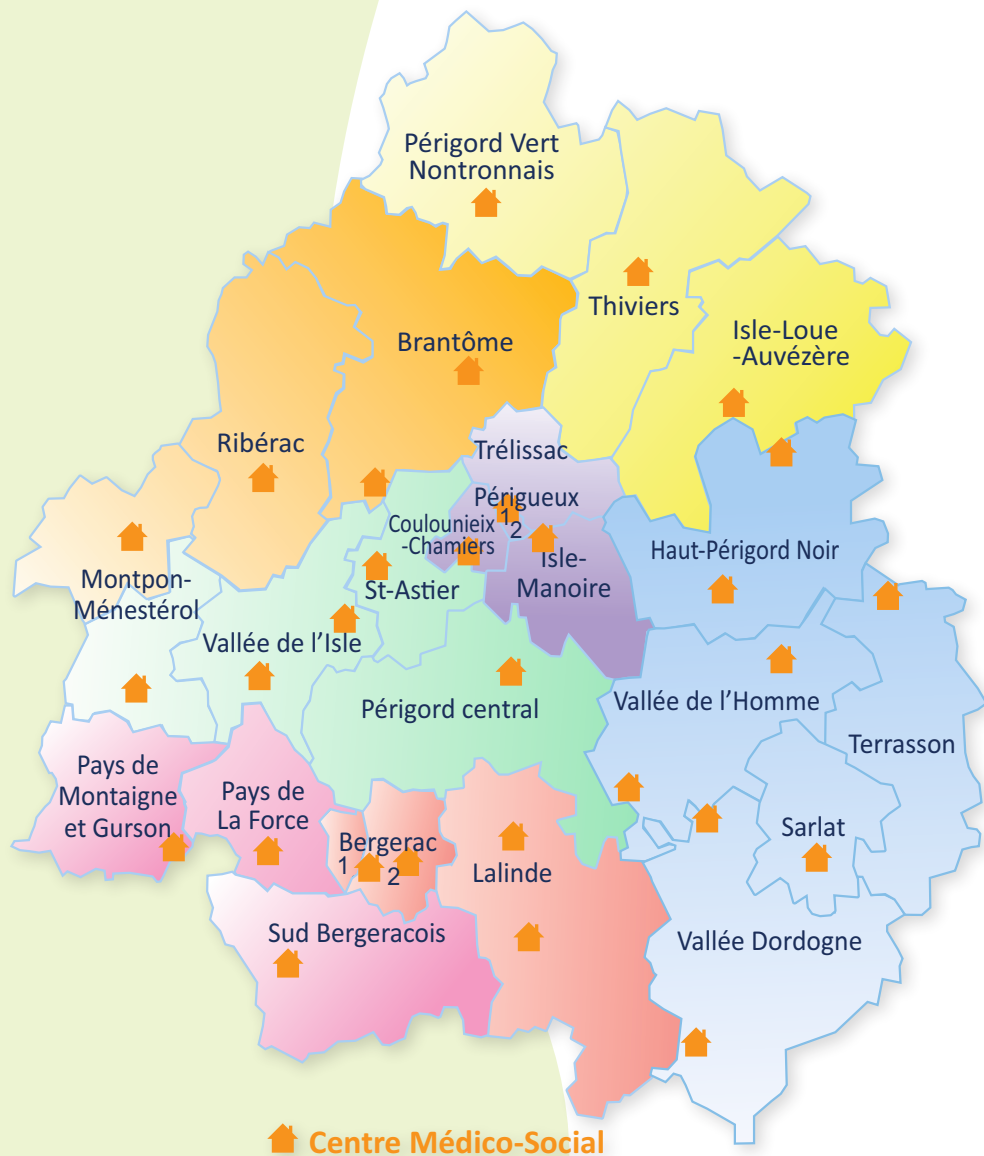 Périgord Vert
Nontronnais
Thiviers
Isle-Loue
-Auvézère
Brantôme
Ribérac
Trélissac
Périgueux
1
2
Coulounieix
-Chamiers
Isle-
Manoire
Haut-Périgord Noir
Montpon-
Ménestérol
St-Astier
Vallée de l'Isle
Périgord central
Vallée de l'Homme
Terrasson
Pays de
Montaigne
et Gurson
Pays de
La Force
Bergerac
1
2
Lalinde
Sarlat
Sud Bergeracois
Vallée Dordogne
Centre Médico-Social